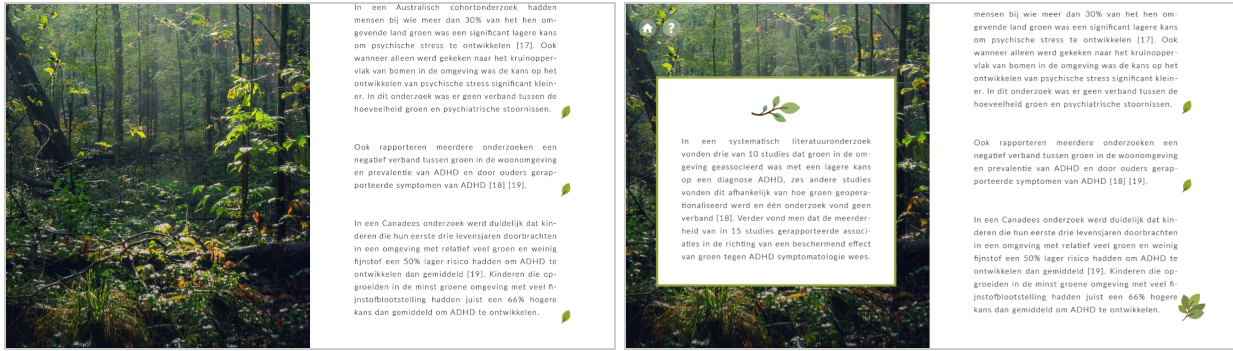 In een Australisch cohortonderzoek hadden
mensen bij wie meer dan 30% van het hen om-
gevende land groen was een significant lagere kans
om psychische stress te ontwikkelen [17]. Ook
wanneer alleen werd gekeken naar het kruinopper-
vlak van bomen in de omgeving was de kans op het
ontwikkelen van psychische stress significant klein-
er. In dit onderzoek was er geen verband tussen de
hoeveelheid groen en psychiatrische stoornissen.
Ook rapporteren meerdere onderzoeken een
negatief verband tussen groen in de woonomgeving
en prevalentie van ADHD en door ouders gerap-
porteerde symptomen van ADHD [18] [19].
In een Canadees onderzoek werd duidelijk dat kin-
deren die hun eerste drie levensjaren doorbrachten
in een omgeving met relatief veel groen en weinig
fijnstof een 50% lager risico hadden om ADHD te
ontwikkelen dan gemiddeld [19]. Kinderen die op-
groeiden in de minst groene omgeving met veel fi-
jnstofblootstelling hadden juist een 66% hogere
kans dan gemiddeld om ADHD te ontwikkelen.
?
In een systematisch literatuuronderzoek
vonden drie van 10 studies dat groen in de om-
geving geassocieerd was met een lagere kans
op een diagnose ADHD, zes andere studies
vonden dit afhankelijk van hoe groen geopera-
tionaliseerd werd en één onderzoek vond geen
verband [18]. Verder vond men dat de meerder-
heid van in 15 studies gerapporteerde associ-
aties in de richting van een beschermend effect
van groen tegen ADHD symptomatologie wees.
mensen bij wie meer dan 30% van het hen om-
gevende land groen was een significant lagere kans
om psychische stress te ontwikkelen [17]. Ook
wanneer alleen werd gekeken naar het kruinopper-
vlak van bomen in de omgeving was de kans op het
ontwikkelen van psychische stress significant klein-
er. In dit onderzoek was er geen verband tussen de
hoeveelheid groen en psychiatrische stoornissen.
Ook rapporteren meerdere onderzoeken een
negatief verband tussen groen in de woonomgeving
en prevalentie van ADHD en door ouders gerap-
porteerde symptomen van ADHD [18] [19].
In een Canadees onderzoek werd duidelijk dat kin-
deren die hun eerste drie levensjaren doorbrachten
in een omgeving met relatief veel groen en weinig
fijnstof een 50% lager risico hadden om ADHD te
ontwikkelen dan gemiddeld [19]. Kinderen die op-
groeiden in de minst groene omgeving met veel fi-
jnstofblootstelling hadden juist een 66% hogere
kans dan gemiddeld om ADHD te ontwikkelen.